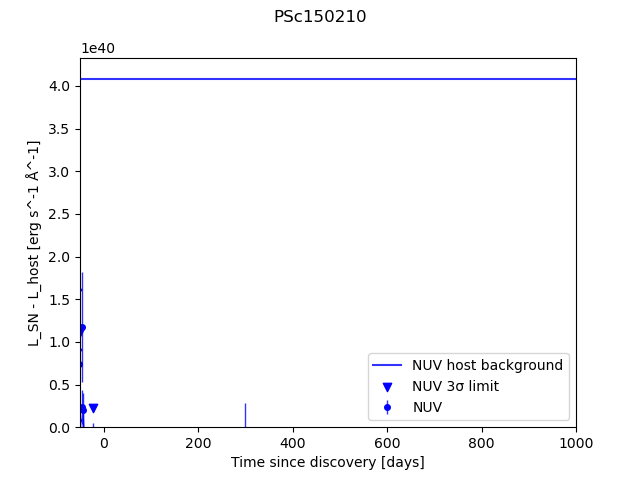 PSc150210
1e40
L_SN - L_host [erg s^-1 Å^-1]
4.0
3.5
3.0
2.5
2.0
1.5
1.0
0.5
0.0
NUV host background
NUV 3σ limit
NUV
0 200 400 600 800 1000
Time since discovery [days]